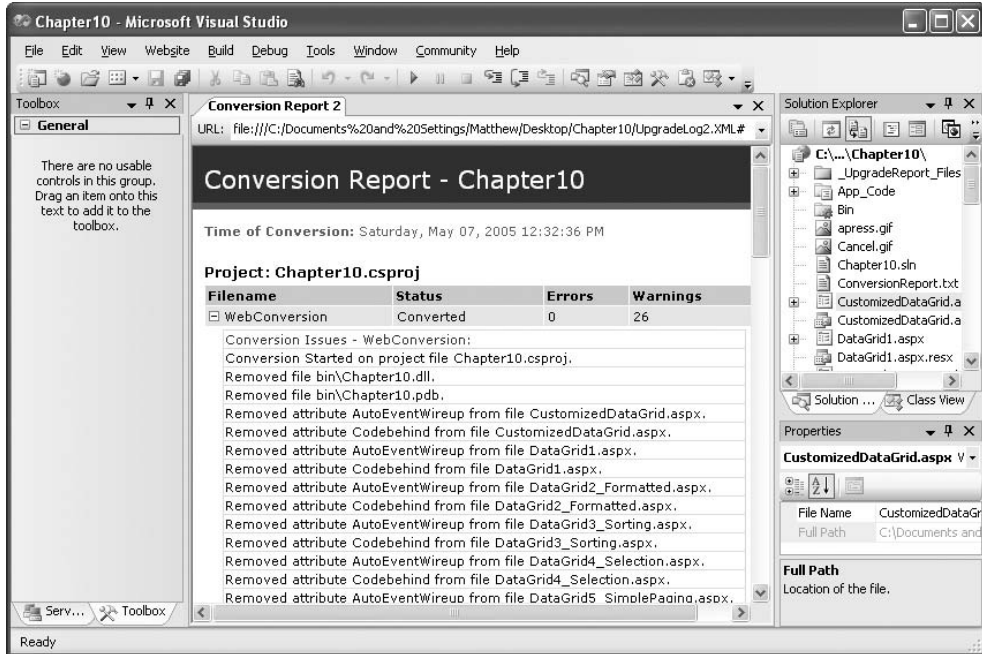 Chapter10 - Microsoft Visual Studio
File Edit View Website Build Debug Tools Window Community Help
Toolbox
General
There are no usable
controls in this group.
Drag an item onto this
text to add it to the
toolbox.
Serv... Toolbox
Conversion Report 2
URL: file:///C:/Documents%20and%20Settings/Matthew/Desktop/Chapter10/UpgradeLog2.XML#
Conversion Report - Chapter10
Time of Conversion: Saturday, May 07, 2005 12:32:36 PM
Project: Chapter10.csproj
Filename Status Errors Warnings
WebConversion Converted 0 26
Conversion Issues - WebConversion:
Conversion Started on project file Chapter10.csproj.
Removed file bin\Chapter10.dll.
Removed file bin\Chapter10.pdb.
Removed attribute AutoEventWireup from file CustomizedDataGrid.aspx.
Removed attribute Codebehind from file CustomizedDataGrid.aspx.
Removed attribute AutoEventWireup from file DataGrid1.aspx.
Removed attribute Codebehind from file DataGrid1.aspx.
Removed attribute AutoEventWireup from file DataGrid2_Formatted.aspx.
Removed attribute Codebehind from file DataGrid2_Formatted.aspx.
Removed attribute AutoEventWireup from file DataGrid3_Sorting.aspx.
Removed attribute Codebehind from file DataGrid3_Sorting.aspx.
Removed attribute AutoEventWireup from file DataGrid4_Selection.aspx.
Removed attribute Codebehind from file DataGrid4_Selection.aspx.
Removed attribute AutoEventWireup from file DataGrid5_SimplePaging.aspx.
Solution Explorer
C:\...\Chapter10\
_UpgradeReport_Files
App_Code
Bin
apress.gif
Cancel.gif
Chapter10.sln
ConversionReport.txt
CustomizedDataGrid.a
CustomizedDataGrid.a
DataGrid1.aspx
DataGrid1.aspx.resx
Solution ... Class View
Properties
CustomizedDataGrid.aspx
File Name CustomizedDataGr
Full Path C:\Documents and
Full Path
Location of the file.
Ready